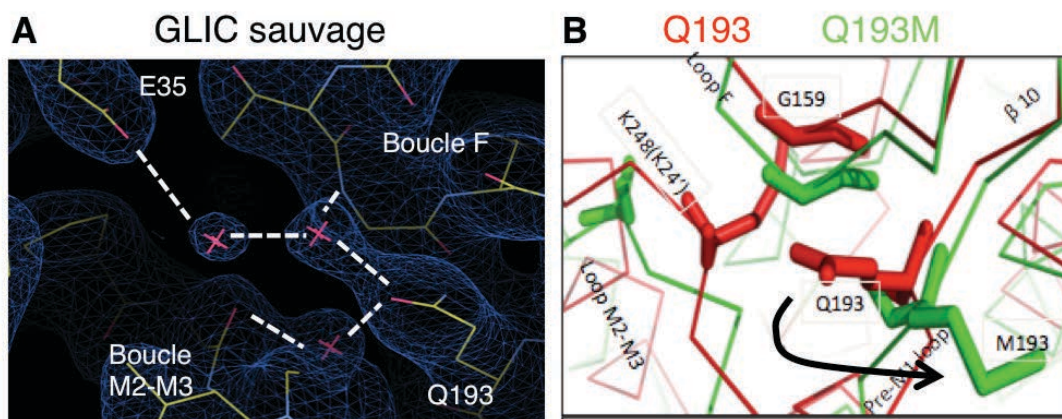 A GLIC sauvage
E35
Boucle F
Boucle
M2-M3
Q193
B Q193 Q193M
Loop F
G159
β 10
K248(K24')
Loop M2-M3
Q193
Pre-M1 loop
M193